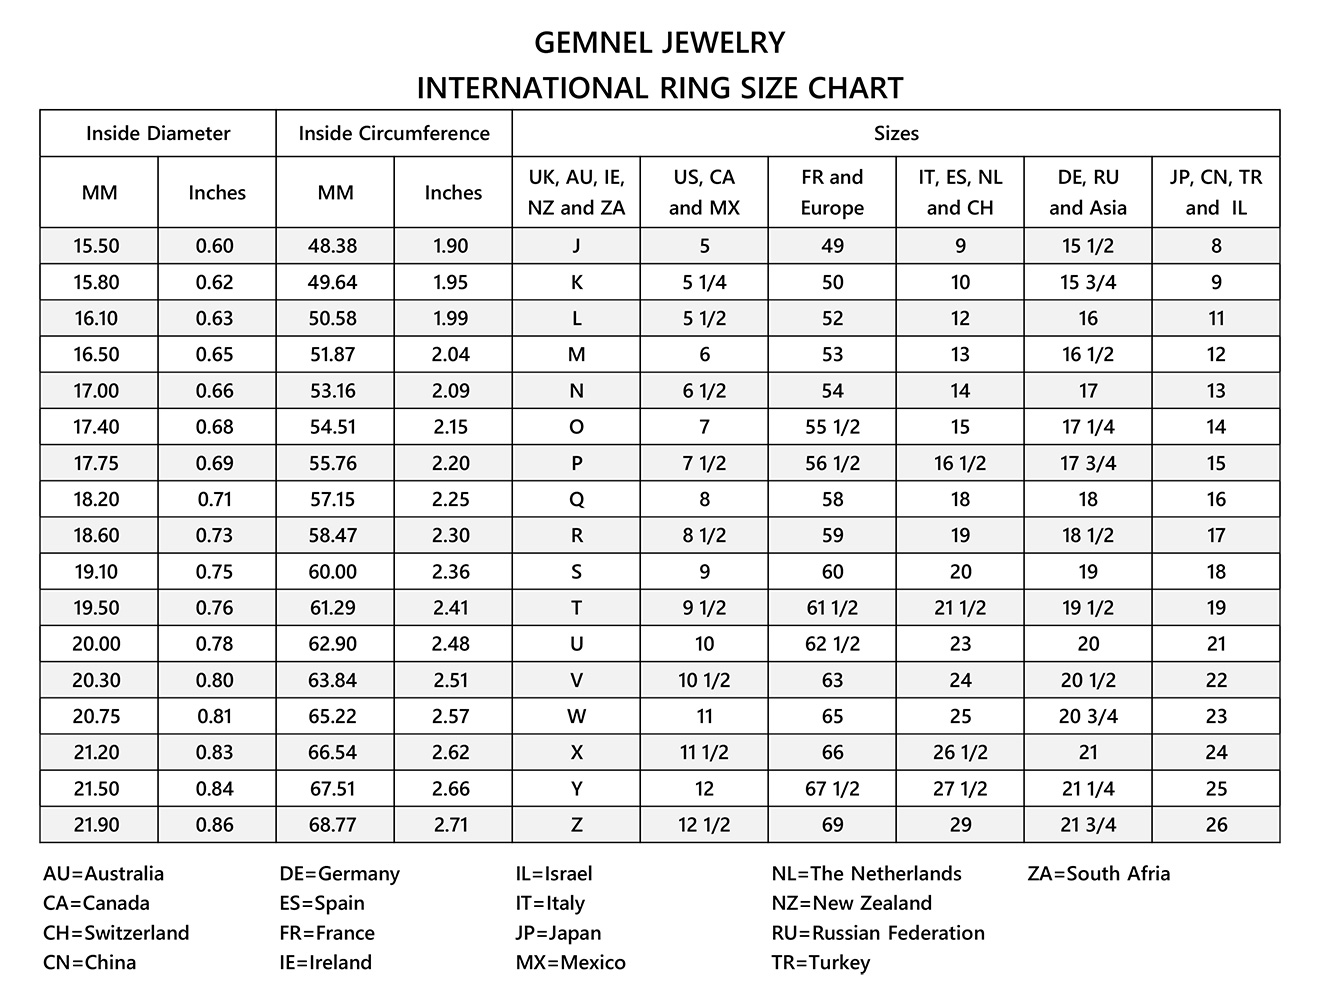 GEMNEL JEWELRY
INTERNATIONAL RING SIZE CHART
Inside Diameter Inside Circumference Sizes
MM Inches MM Inches UK, AU, IE, NZ and ZA US, CA and MX FR and Europe IT, ES, NL and CH DE, RU and Asia JP, CN, TR and IL
15.50 0.60 48.38 1.90 J 5 49 9 15 1/2 8
15.80 0.62 49.64 1.95 K 5 1/4 50 10 15 3/4 9
16.10 0.63 50.58 1.99 L 5 1/2 52 12 16 11
16.50 0.65 51.87 2.04 M 6 53 13 16 1/2 12
17.00 0.66 53.16 2.09 N 6 1/2 54 14 17 13
17.40 0.68 54.51 2.15 O 7 55 1/2 15 17 1/4 14
17.75 0.69 55.76 2.20 P 7 1/2 56 1/2 16 1/2 17 3/4 15
18.20 0.71 57.15 2.25 Q 8 58 18 18 16
18.60 0.73 58.47 2.30 R 8 1/2 59 19 18 1/2 17
19.10 0.75 60.00 2.36 S 9 60 20 19 18
19.50 0.76 61.29 2.41 T 9 1/2 61 1/2 21 1/2 19 1/2 19
20.00 0.78 62.90 2.48 U 10 62 1/2 23 20 21
20.30 0.80 63.84 2.51 V 10 1/2 63 24 20 1/2 22
20.75 0.81 65.22 2.57 W 11 65 25 20 3/4 23
21.20 0.83 66.54 2.62 X 11 1/2 66 26 1/2 21 24
21.50 0.84 67.51 2.66 Y 12 67 1/2 27 1/2 21 1/4 25
21.90 0.86 68.77 2.71 Z 12 1/2 69 29 21 3/4 26
AU=Australia DE=Germany IL=Israel NL=The Netherlands ZA=South Afria
CA=Canada ES=Spain IT=Italy NZ=New Zealand
CH=Switzerland FR=France JP=Japan RU=Russian Federation
CN=China IE=Ireland MX=Mexico TR=Turkey